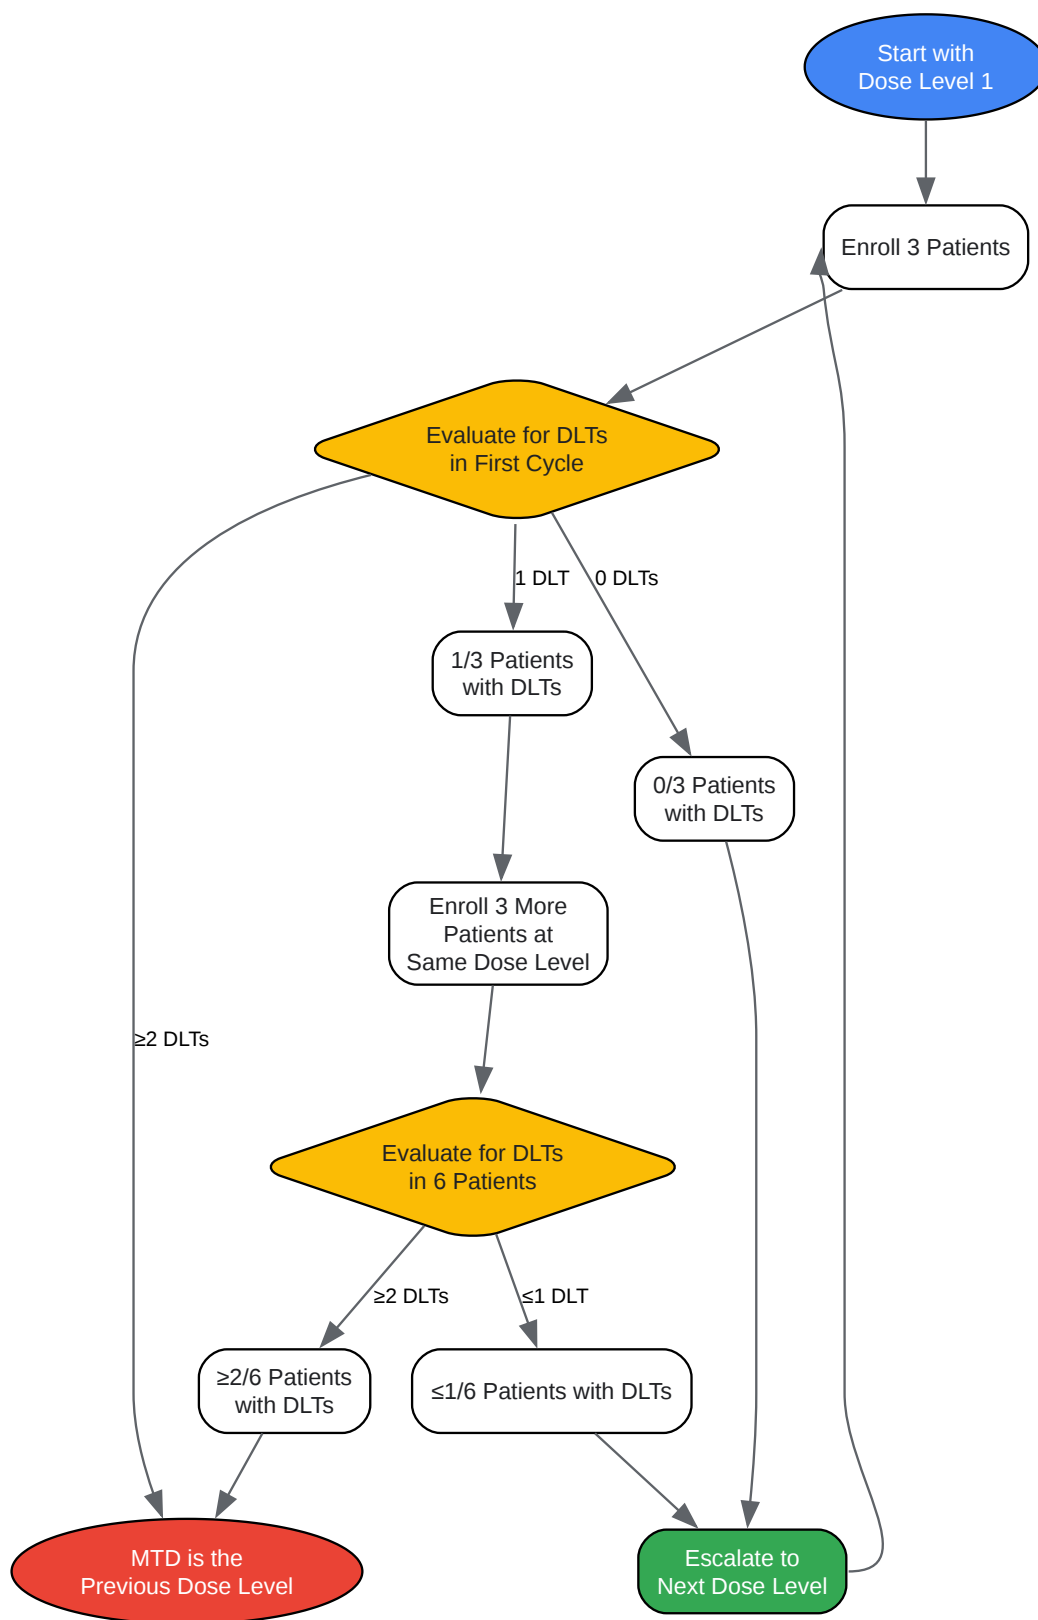 Start with
Dose Level 1
Enroll 3 Patients
Evaluate for DLTs
in First Cycle
1 DLT
0 DLTs
1/3 Patients
with DLTs
0/3 Patients
with DLTs
Enroll 3 More
Patients at
Same Dose Level
≥2 DLTs
Evaluate for DLTs
in 6 Patients
≥2 DLTs
≤1 DLT
≥2/6 Patients
with DLTs
≤1/6 Patients with DLTs
MTD is the
Previous Dose Level
Escalate to
Next Dose Level